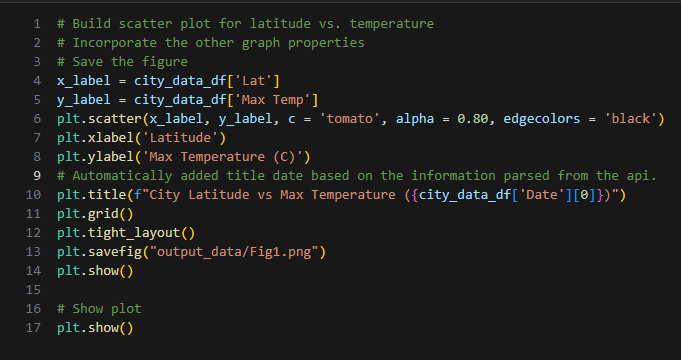 1 # Build scatter plot for latitude vs. temperature
2 # Incorporate the other graph properties
3 # Save the figure
4 x_label = city_data_df['Lat']
5 y_label = city_data_df['Max Temp']
6 plt.scatter(x_label, y_label, c = 'tomato', alpha = 0.80, edgecolors = 'black')
7 plt.xlabel('Latitude')
8 plt.ylabel('Max Temperature (C)')
9 # Automatically added title date based on the information parsed from the api.
10 plt.title(f"City Latitude vs Max Temperature ({city_data_df['Date'][0]})")
11 plt.grid()
12 plt.tight_layout()
13 plt.savefig("output_data/Fig1.png")
14 plt.show()
15
16 # Show plot
17 plt.show()